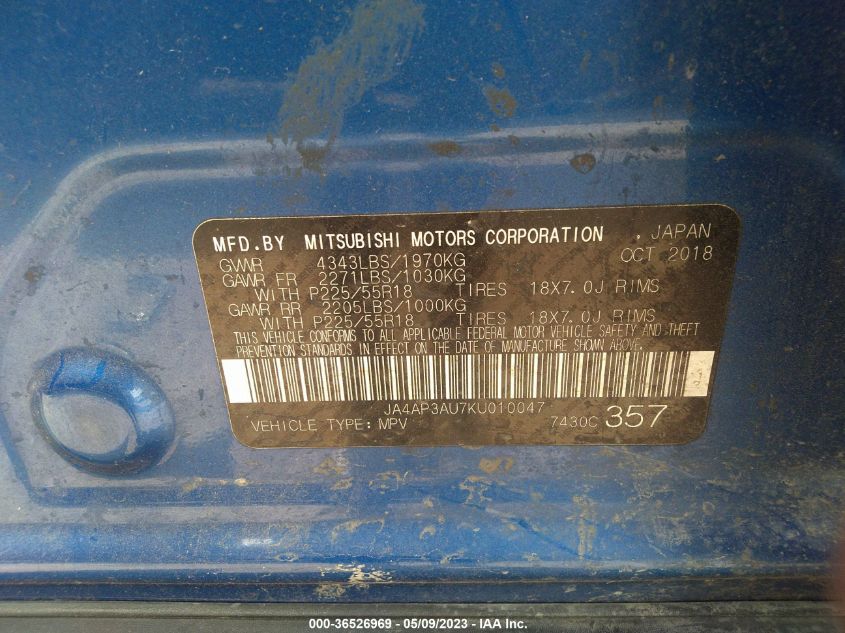 MFD.BY MITSUBISHI MOTORS CORPORATION , JAPAN
GVWR 4343LBS/1970KG OCT 2018
GAWR FR 2271LBS/1030KG
WITH P225/55R18 TIRES 18X7.0J RIMS
GAWR RR 2205LBS/1000KG
WITH P225/55R18 TIRES 18X7.0J RIMS
THIS VEHICLE CONFORMS TO ALL APPLICABLE FEDERAL MOTOR VEHICLE SAFETY AND THEFT
PREVENTION STANDARDS IN EFFECT ON THE DATE OF MANUFACTURE SHOWN ABOVE.
JA4AP3AU7KU010047
VEHICLE TYPE: MPV 7430C 357
000-36526969 - 05/09/2023 - IAA Inc.